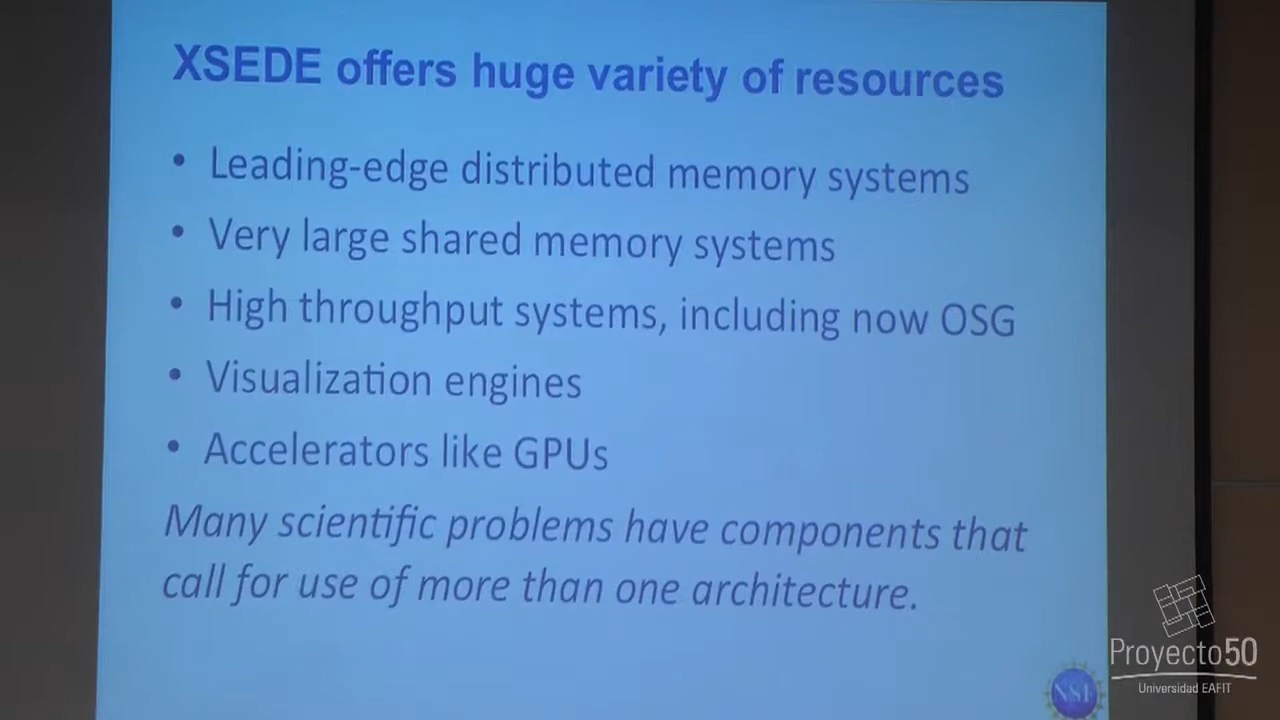 XSEDE offers huge variety of resources
• Leading-edge distributed memory systems
• Very large shared memory systems
• High throughput systems, including now OSG
• Visualization engines
• Accelerators like GPUs
Many scientific problems have components that
call for use of more than one architecture.
NSF
Proyecto50
Universidad EAFIT